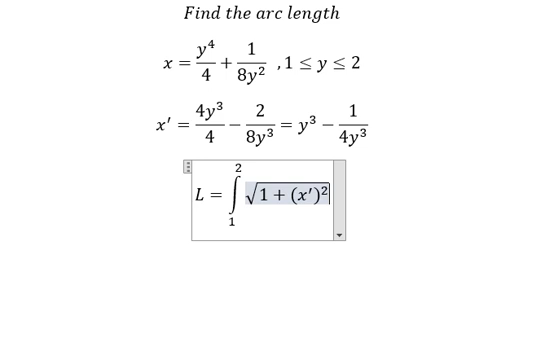 Find the arc length
x = y⁴/4 + 1/8y² , 1 ≤ y ≤ 2
x′ = 4y³/4 − 2/8y³ = y³ − 1/4y³
L = ∫₁² √1 + (x′)²